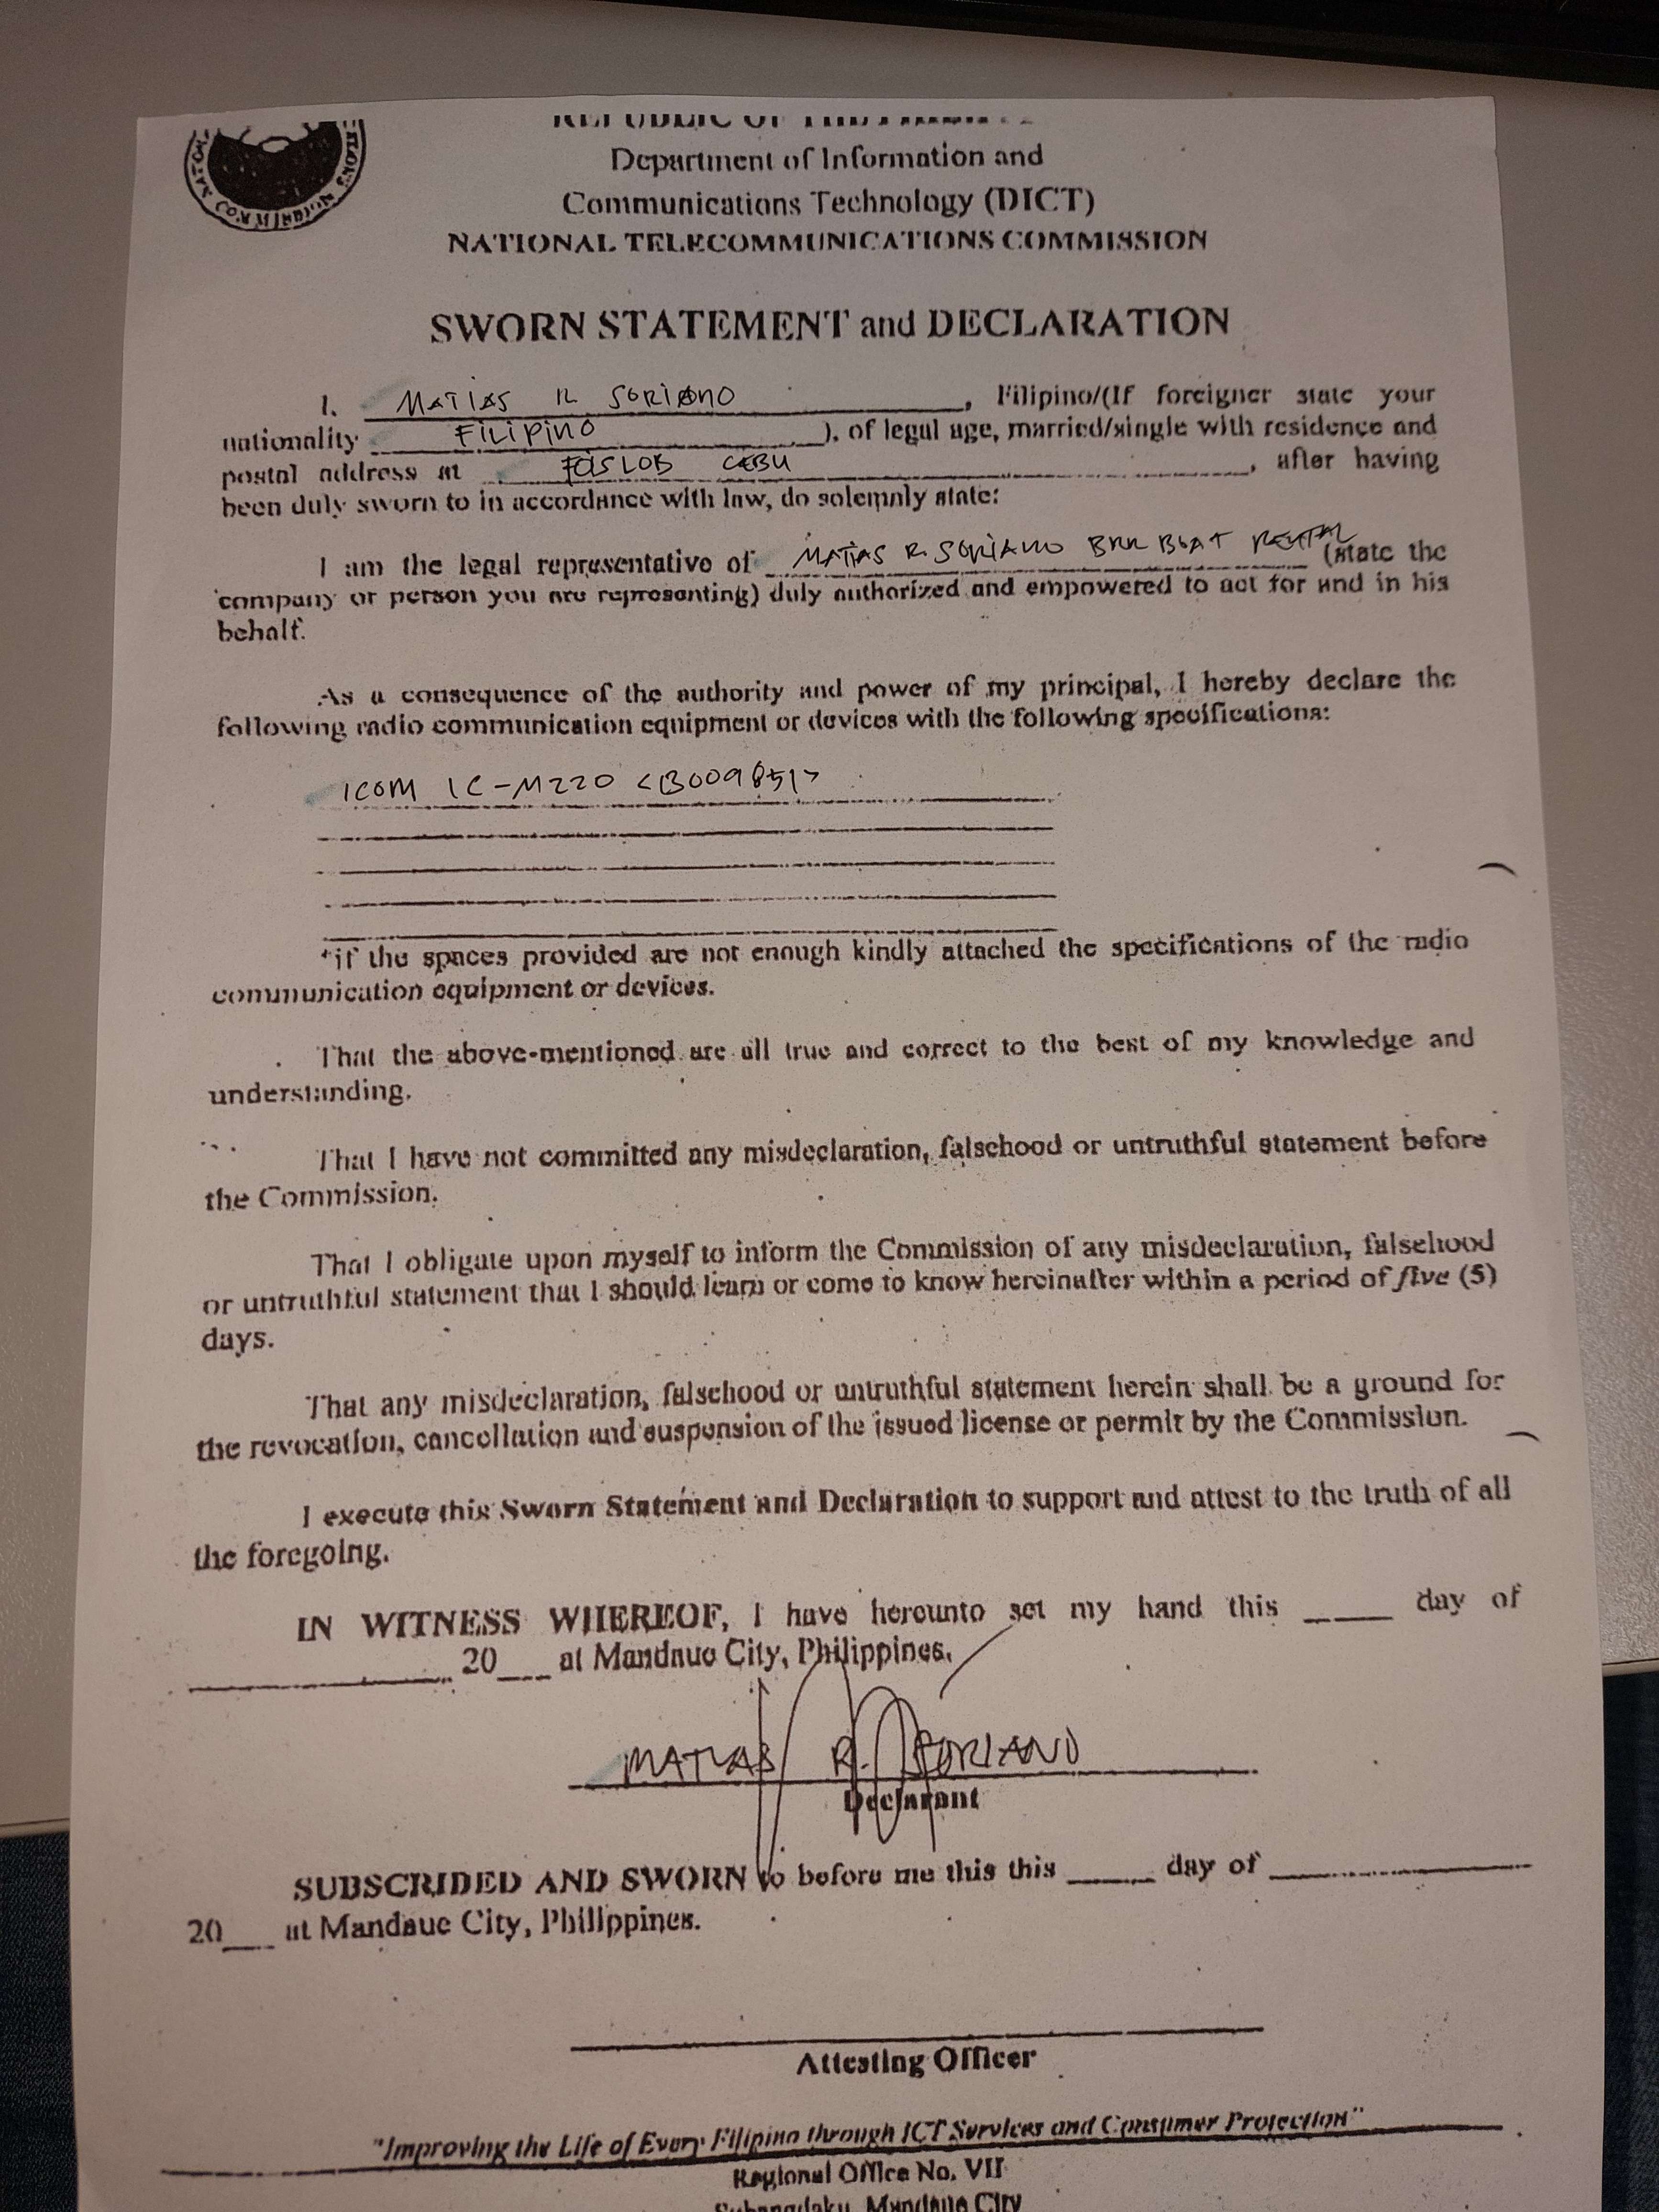 COMMISSION
Department of Information and
Communications Technology (DICT)
NATIONAL TELECOMMUNICATIONS COMMISSION
SWORN STATEMENT and DECLARATION
I. MATIAS R SORIANO, Filipino/(If foreigner state your
nationality FILIPINO ), of legal age, married/single with residence and
postal address at CEBU, after having
been duly sworn to in accordance with law, do solemnly state:
I am the legal representative of MATIAS R. SORIANO BOAT RENTAL (state the
company or person you are representing) duly authorized and empowered to act for and in his
behalf.
As a consequence of the authority and power of my principal, I hereby declare the
following radio communication equipment or devices with the following specifications:
ICOM IC-M220 <B009851>
*if the spaces provided are not enough kindly attached the specifications of the radio
communication equipment or devices.
That the above-mentioned are all true and correct to the best of my knowledge and
understanding.
That I have not committed any misdeclaration, falsehood or untruthful statement before
the Commission.
That I obligate upon myself to inform the Commission of any misdeclaration, falsehood
or untruthful statement that I should learn or come to know hereinafter within a period of five (5)
days.
That any misdeclaration, falsehood or untruthful statement herein shall be a ground for
the revocation, cancellation and suspension of the issued license or permit by the Commission.
I execute this Sworn Statement and Declaration to support and attest to the truth of all
the foregoing.
IN WITNESS WHEREOF, I have hereunto set my hand this ____ day of
____ 20___ at Mandaue City, Philippines.
MATIAS R. SORIANO
Declarant
SUBSCRIBED AND SWORN to before me this this ____ day of ____
20___ at Mandaue City, Philippines.
Attesting Officer
"Improving the Life of Every Filipino through ICT Services and Consumer Protection"
Regional Office No. VII
Subangdaku, Mandaue City